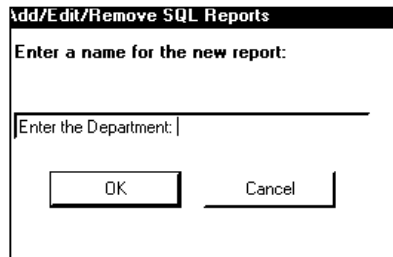 Add/Edit/Remove SQL Reports
Enter a name for the new report:
Enter the Department:
OK
Cancel